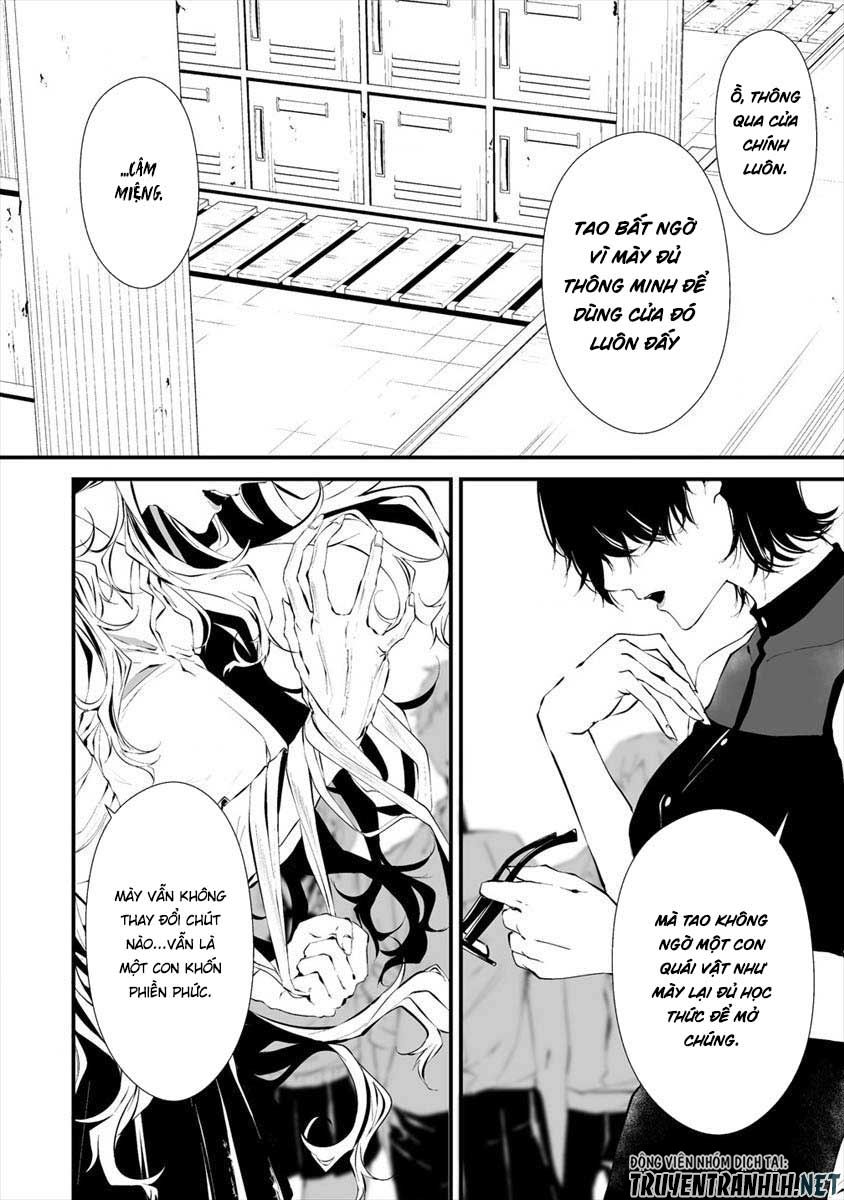 Ồ, THÔNG
QUA CỬA
CHÍNH
LUÔN.
TAO BẤT NGỜ
VÌ MÀY ĐỦ
THÔNG MINH ĐỂ
DÙNG CỬA ĐÓ
LUÔN ĐẤY
...CÂM
MIỆNG.
MÀ TAO KHÔNG
NGỜ MỘT CON
QUÁI VẬT NHƯ
MÀY LẠI ĐỦ HỌC
THỨC ĐỂ MỞ
CHÚNG.
MÀY VẪN KHÔNG
THAY ĐỔI CHÚT
NÀO...VẪN LÀ
MỘT CON KHỐN
PHIỀN PHỨC.
ĐỘNG VIÊN NHÓM DỊCH TẠI:
TRUYENTRANHLH.NET